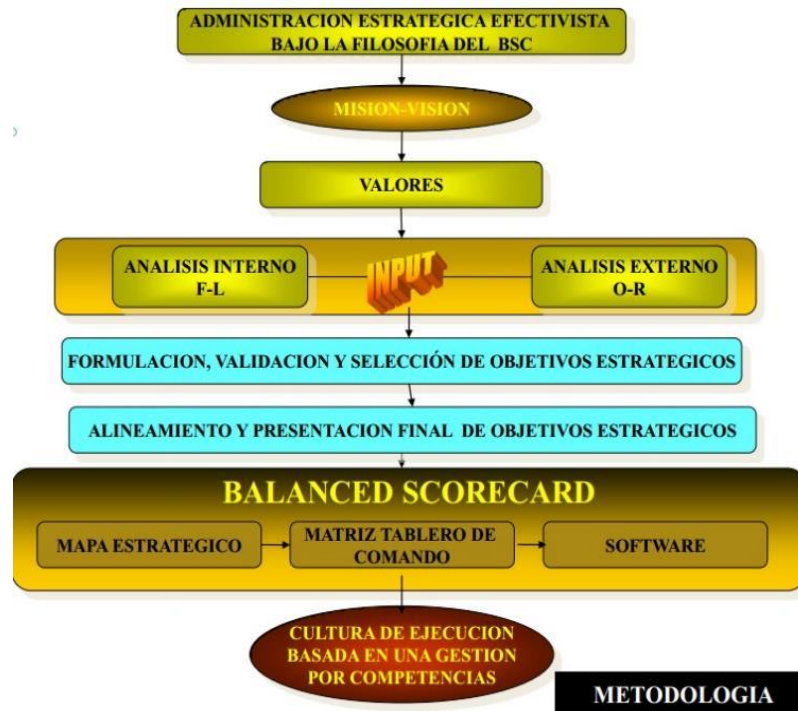 ADMINISTRACION ESTRATEGICA EFECTIVISTA
BAJO LA FILOSOFIA DEL BSC
MISION-VISION
VALORES
ANALISIS INTERNO
F-L
INPUT
ANALISIS EXTERNO
O-R
FORMULACION, VALIDACION Y SELECCIÓN DE OBJETIVOS ESTRATEGICOS
ALINEAMIENTO Y PRESENTACION FINAL DE OBJETIVOS ESTRATEGICOS
BALANCED SCORECARD
MAPA ESTRATEGICO
MATRIZ TABLERO DE
COMANDO
SOFTWARE
CULTURA DE EJECUCION
BASADA EN UNA GESTION
POR COMPETENCIAS
METODOLOGIA